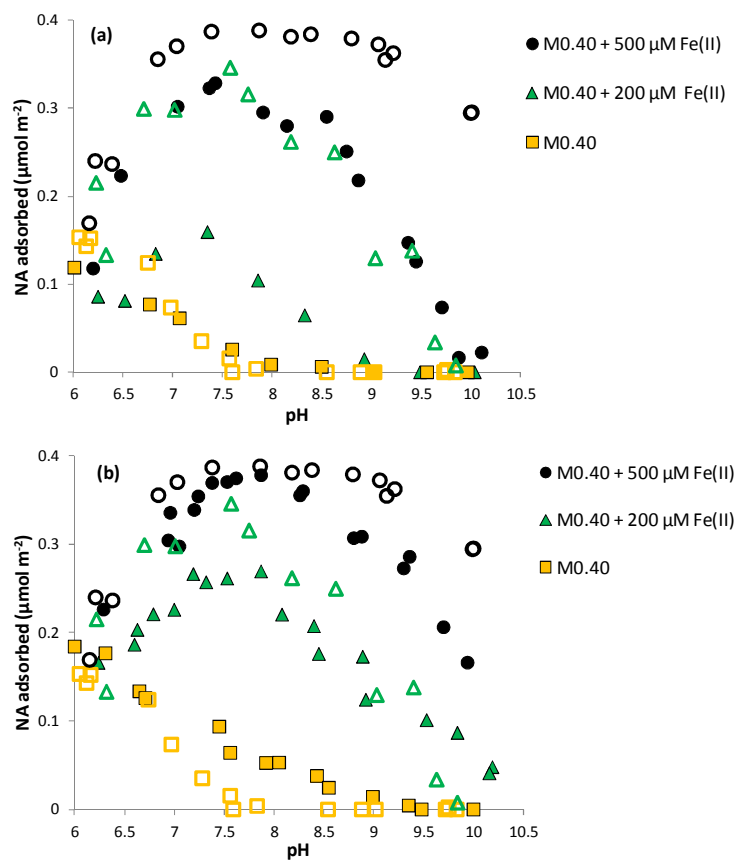 (a)
NA adsorbed (µmol m⁻²)
0.4
0.3
0.2
0.1
0
6 6.5 7 7.5 8 8.5 9 9.5 10 10.5
pH
M0.40 + 500 µM Fe(II)
M0.40 + 200 µM Fe(II)
M0.40
(b)
NA adsorbed (µmol m⁻²)
0.4
0.3
0.2
0.1
0
6 6.5 7 7.5 8 8.5 9 9.5 10 10.5
pH
M0.40 + 500 µM Fe(II)
M0.40 + 200 µM Fe(II)
M0.40